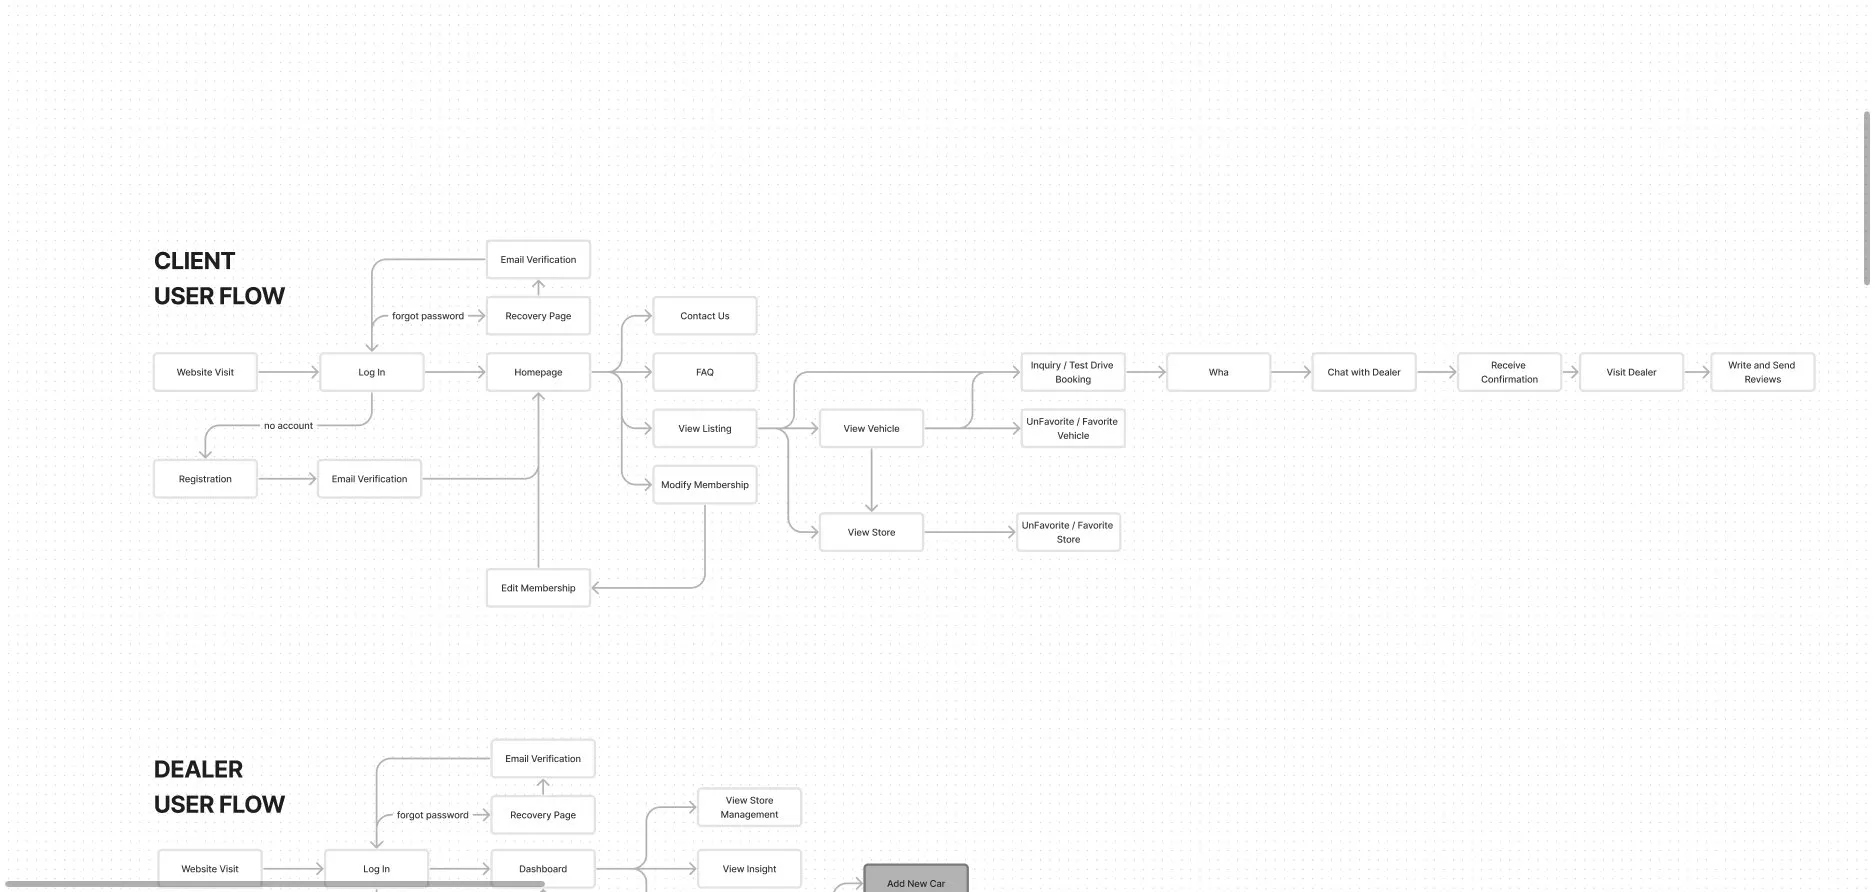 CLIENT
USER FLOW
Email Verification
forgot password
Recovery Page
Contact Us
Website Visit
Log In
Homepage
FAQ
Inquiry / Test Drive
Booking
Wha
Chat with Dealer
Receive
Confirmation
Visit Dealer
Write and Send
Reviews
no account
View Listing
View Vehicle
UnFavorite / Favorite
Vehicle
Registration
Email Verification
Modify Membership
View Store
UnFavorite / Favorite
Store
Edit Membership
DEALER
USER FLOW
Email Verification
forgot password
Recovery Page
View Store
Management
Website Visit
Log In
Dashboard
View Insight
Add New Car